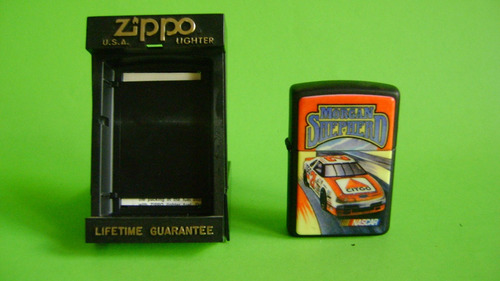 zippo
U.S.A. LIGHTER
LIFETIME GUARANTEE
MORGAN
SHEPHERD
CITGO
NASCAR